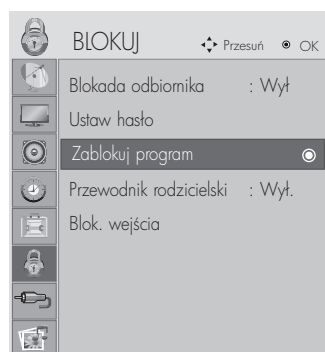 BLOKUJ Przesuń OK
Blokada odbiornika : Wył
Ustaw hasło
Zablokuj program
Przewodnik rodzicielski : Wył.
Blok. wejścia